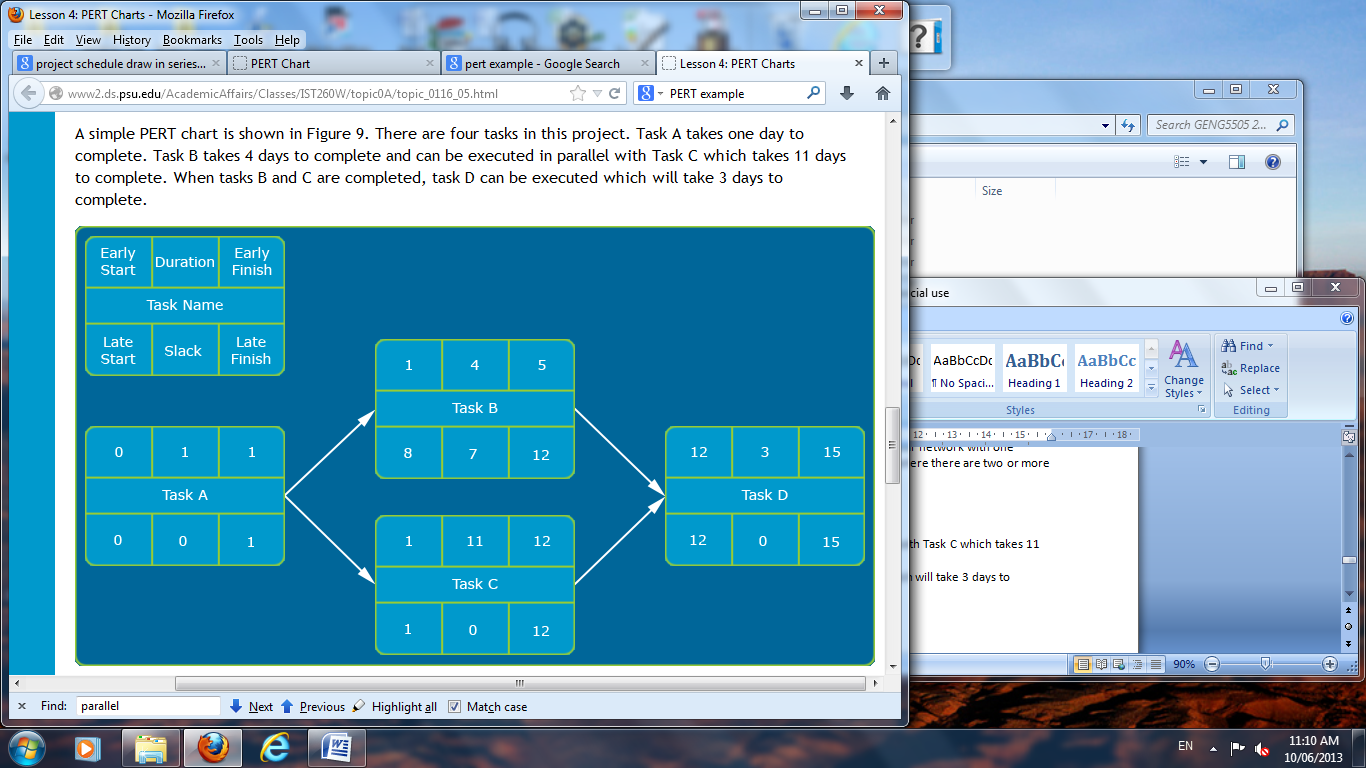 Lesson 4: PERT Charts - Mozilla Firefox
File Edit View History Bookmarks Tools Help
project schedule draw in series...
PERT Chart
pert example - Google Search
Lesson 4: PERT Charts
www2.ds.psu.edu/AcademicAffairs/Classes/IST260W/topic0A/topic_0116_05.html
PERT example
A simple PERT chart is shown in Figure 9. There are four tasks in this project. Task A takes one day to
complete. Task B takes 4 days to complete and can be executed in parallel with Task C which takes 11 days
to complete. When tasks B and C are completed, task D can be executed which will take 3 days to
complete.
Early Start Duration Early Finish
Task Name
Late Start Slack Late Finish
1 4 5
Task B
8 7 12
0 1 1
Task A
0 0 1
12 3 15
Task D
12 0 15
1 11 12
Task C
1 0 12
Find: parallel Next Previous Highlight all Match case
Search GENG5505 2...
Size
cial use
AaBbCcDc AaBbC AaBbCc
¶ No Spaci... Heading 1 Heading 2
Change Styles
Find
Replace
Select
Styles
Editing
12 13 14 15 17 18
network with one
ere there are two or more
th Task C which takes 11
will take 3 days to
90%
EN
11:10 AM
10/06/2013